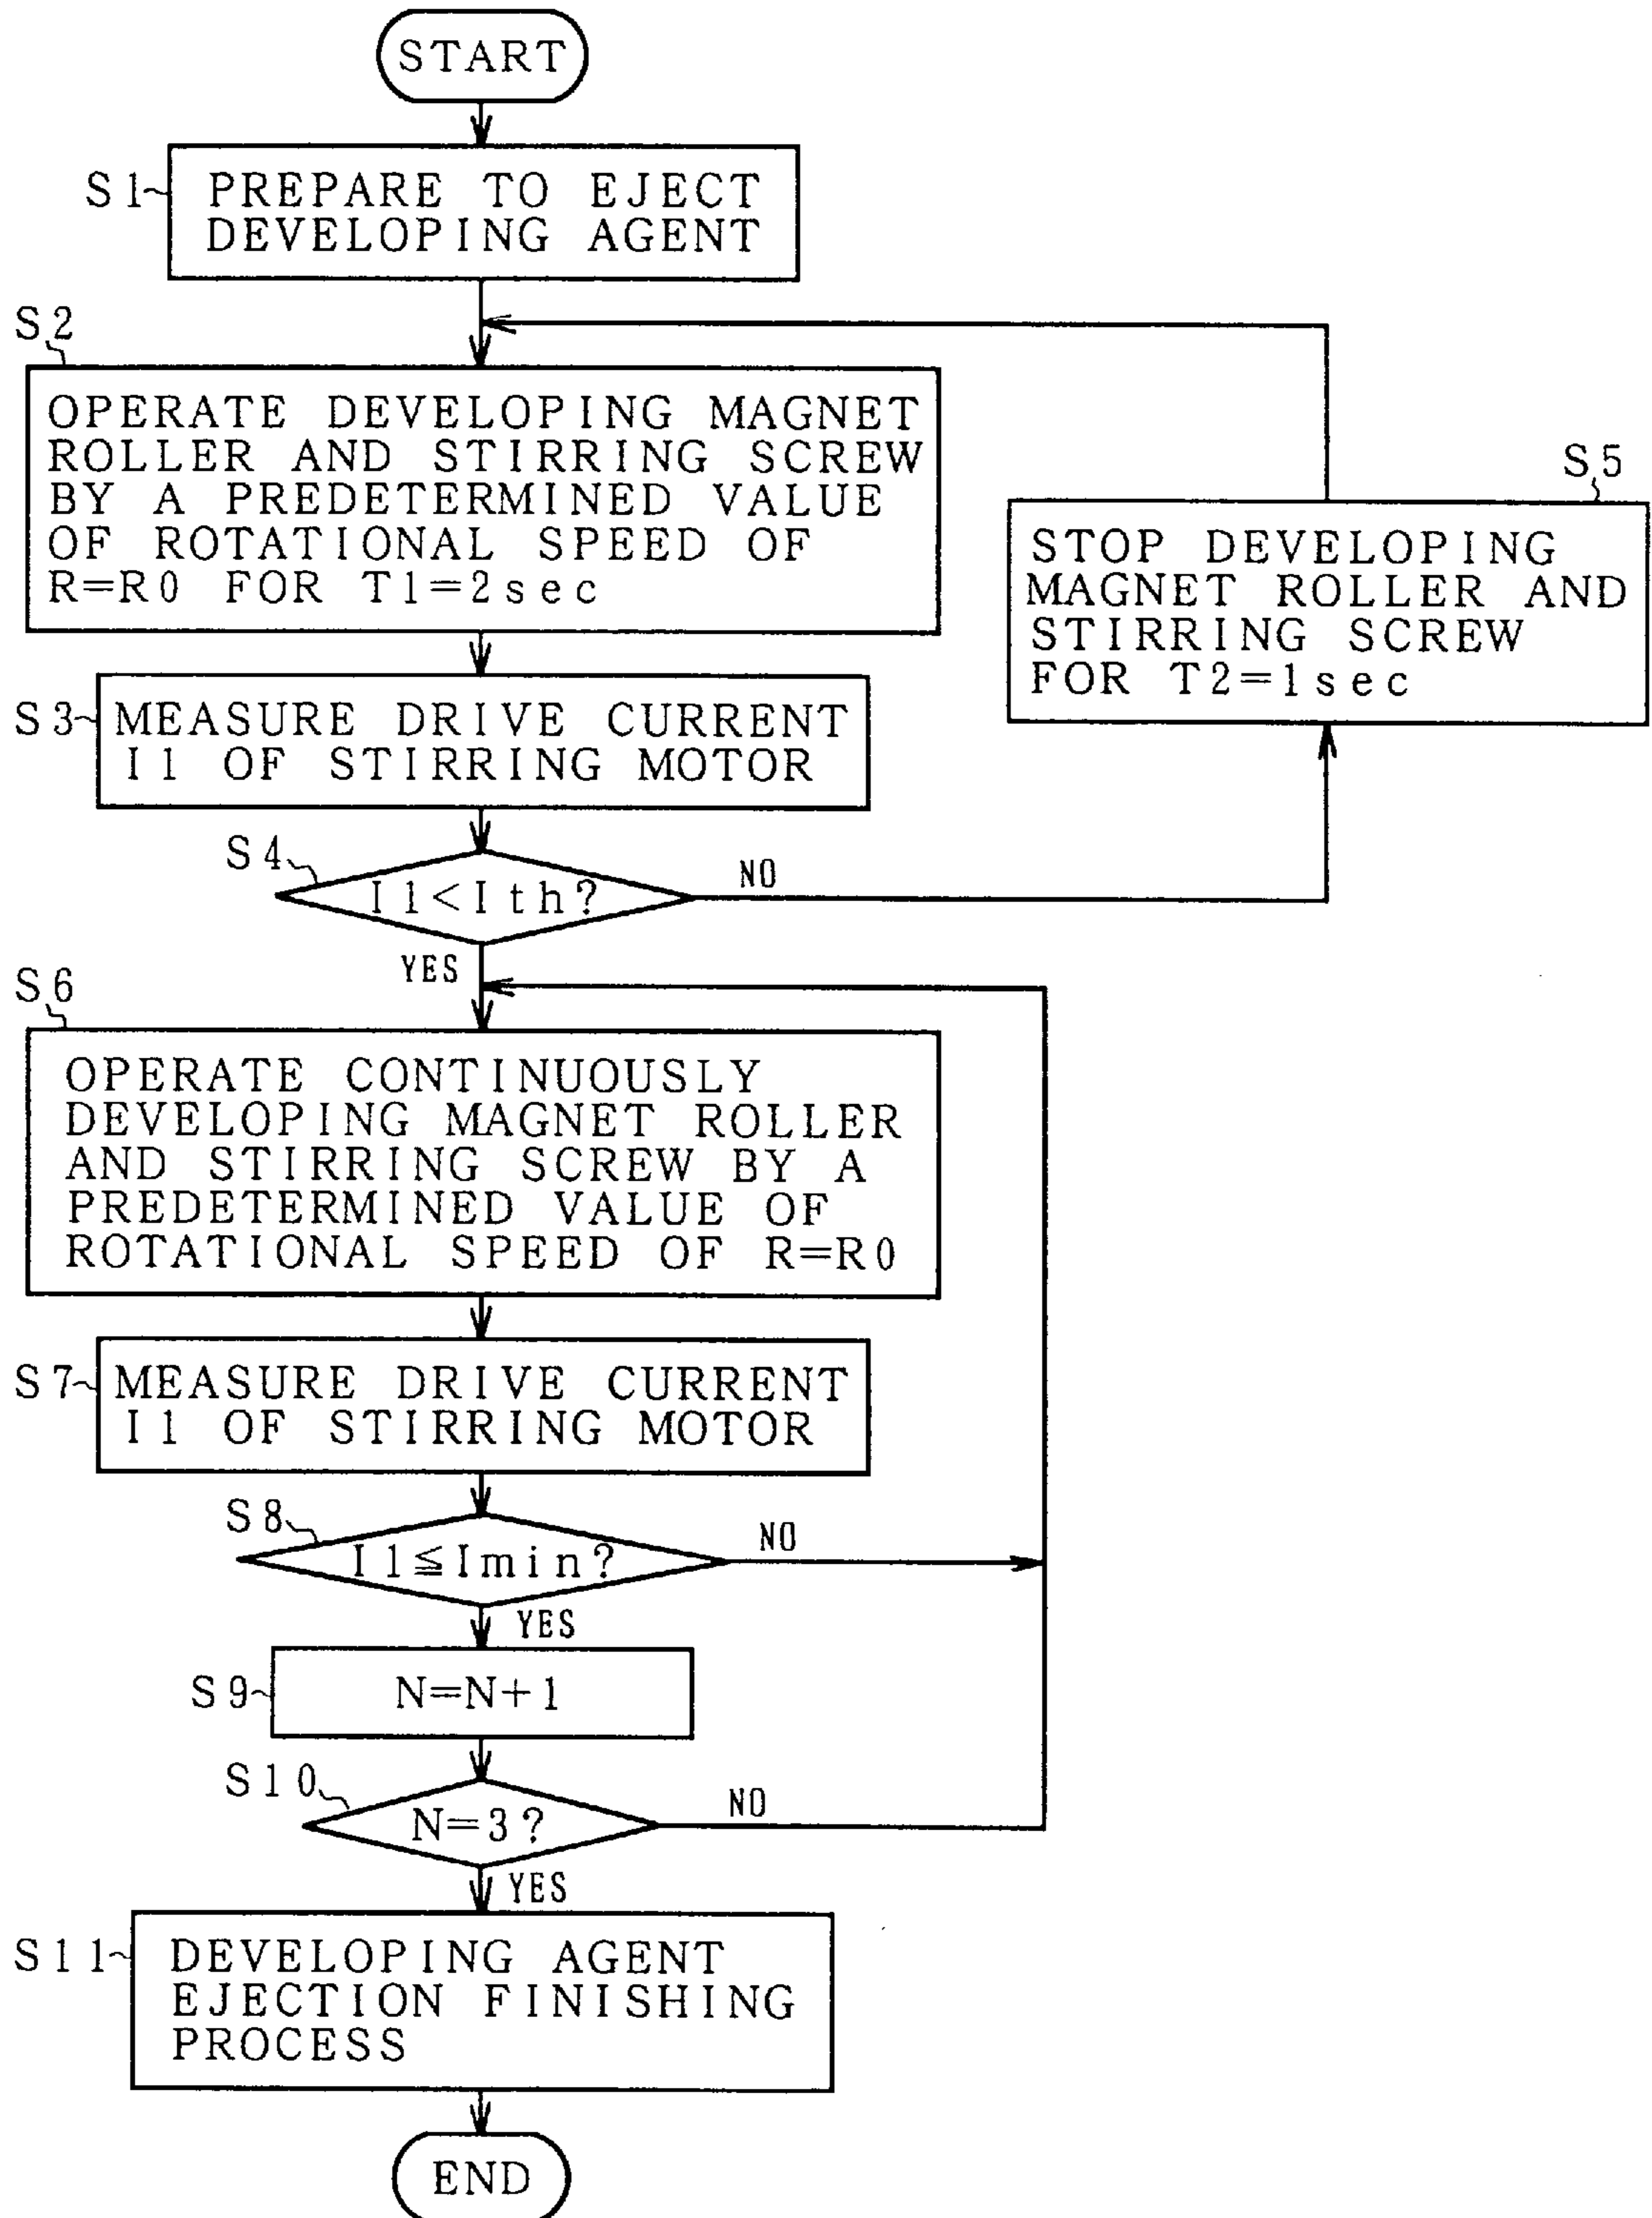 START
S1
PREPARE TO EJECT
DEVELOPING AGENT
S2
OPERATE DEVELOPING MAGNET
ROLLER AND STIRRING SCREW
BY A PREDETERMINED VALUE
OF ROTATIONAL SPEED OF
R=R0 FOR T1=2sec
S5
STOP DEVELOPING
MAGNET ROLLER AND
STIRRING SCREW
FOR T2=1sec
S3
MEASURE DRIVE CURRENT
I1 OF STIRRING MOTOR
S4
I1<Ith?
NO
YES
S6
OPERATE CONTINUOUSLY
DEVELOPING MAGNET ROLLER
AND STIRRING SCREW BY A
PREDETERMINED VALUE OF
ROTATIONAL SPEED OF R=R0
S7
MEASURE DRIVE CURRENT
I1 OF STIRRING MOTOR
S8
I1≦Imin?
NO
YES
S9
N=N+1
S10
N=3?
NO
YES
S11
DEVELOPING AGENT
EJECTION FINISHING
PROCESS
END